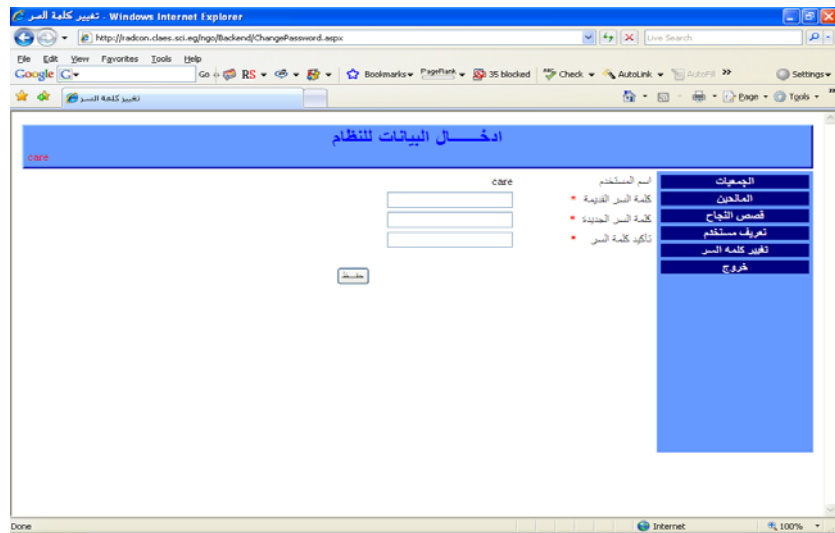 تغيير كلمة السر - Windows Internet Explorer
http://radcon.claes.sci.eg/ngo/Backend/ChangePassword.aspx
Live Search
File Edit View Favorites Tools Help
Google G Go RS Bookmarks PageRank 35 blocked Check AutoLink AutoFill » Settings
تغيير كلمة السر
Page Tools »
ادخـــــال البيانات للنظام
care
الجمعيات
المانحين
قصص النجاح
تعريف مستخدم
تغيير كلمه السر
خروج
اسم المستخدم care
كلمة السر القديمة *
كلمة السر الجديدة *
تأكيد كلمة السر *
حفظ
Done Internet 100%